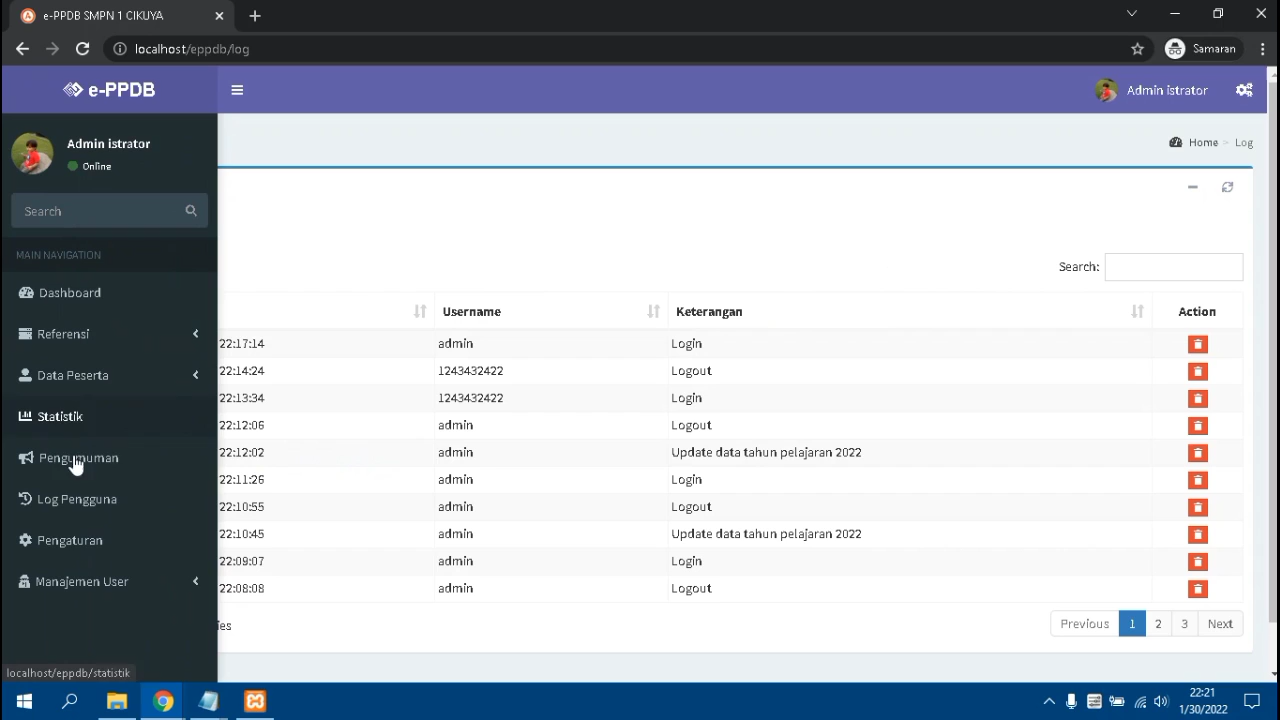 e-PPDB SMPN 1 CIKUYA
localhost/eppdb/log
Samaran
e-PPDB
Admin istrator
Admin istrator
Online
Home > Log
Search
Search:
MAIN NAVIGATION
Dashboard
Referensi
Data Peserta
Statistik
Pengumuman
Log Pengguna
Pengaturan
Manajemen User
Username Keterangan Action
22:17:14 admin Login
22:14:24 1243432422 Logout
22:13:34 1243432422 Login
22:12:06 admin Logout
22:12:02 admin Update data tahun pelajaran 2022
22:11:26 admin Login
22:10:55 admin Logout
22:10:45 admin Update data tahun pelajaran 2022
22:09:07 admin Login
22:08:08 admin Logout
ies
Previous 1 2 3 Next
localhost/eppdb/statistik
22:21
1/30/2022